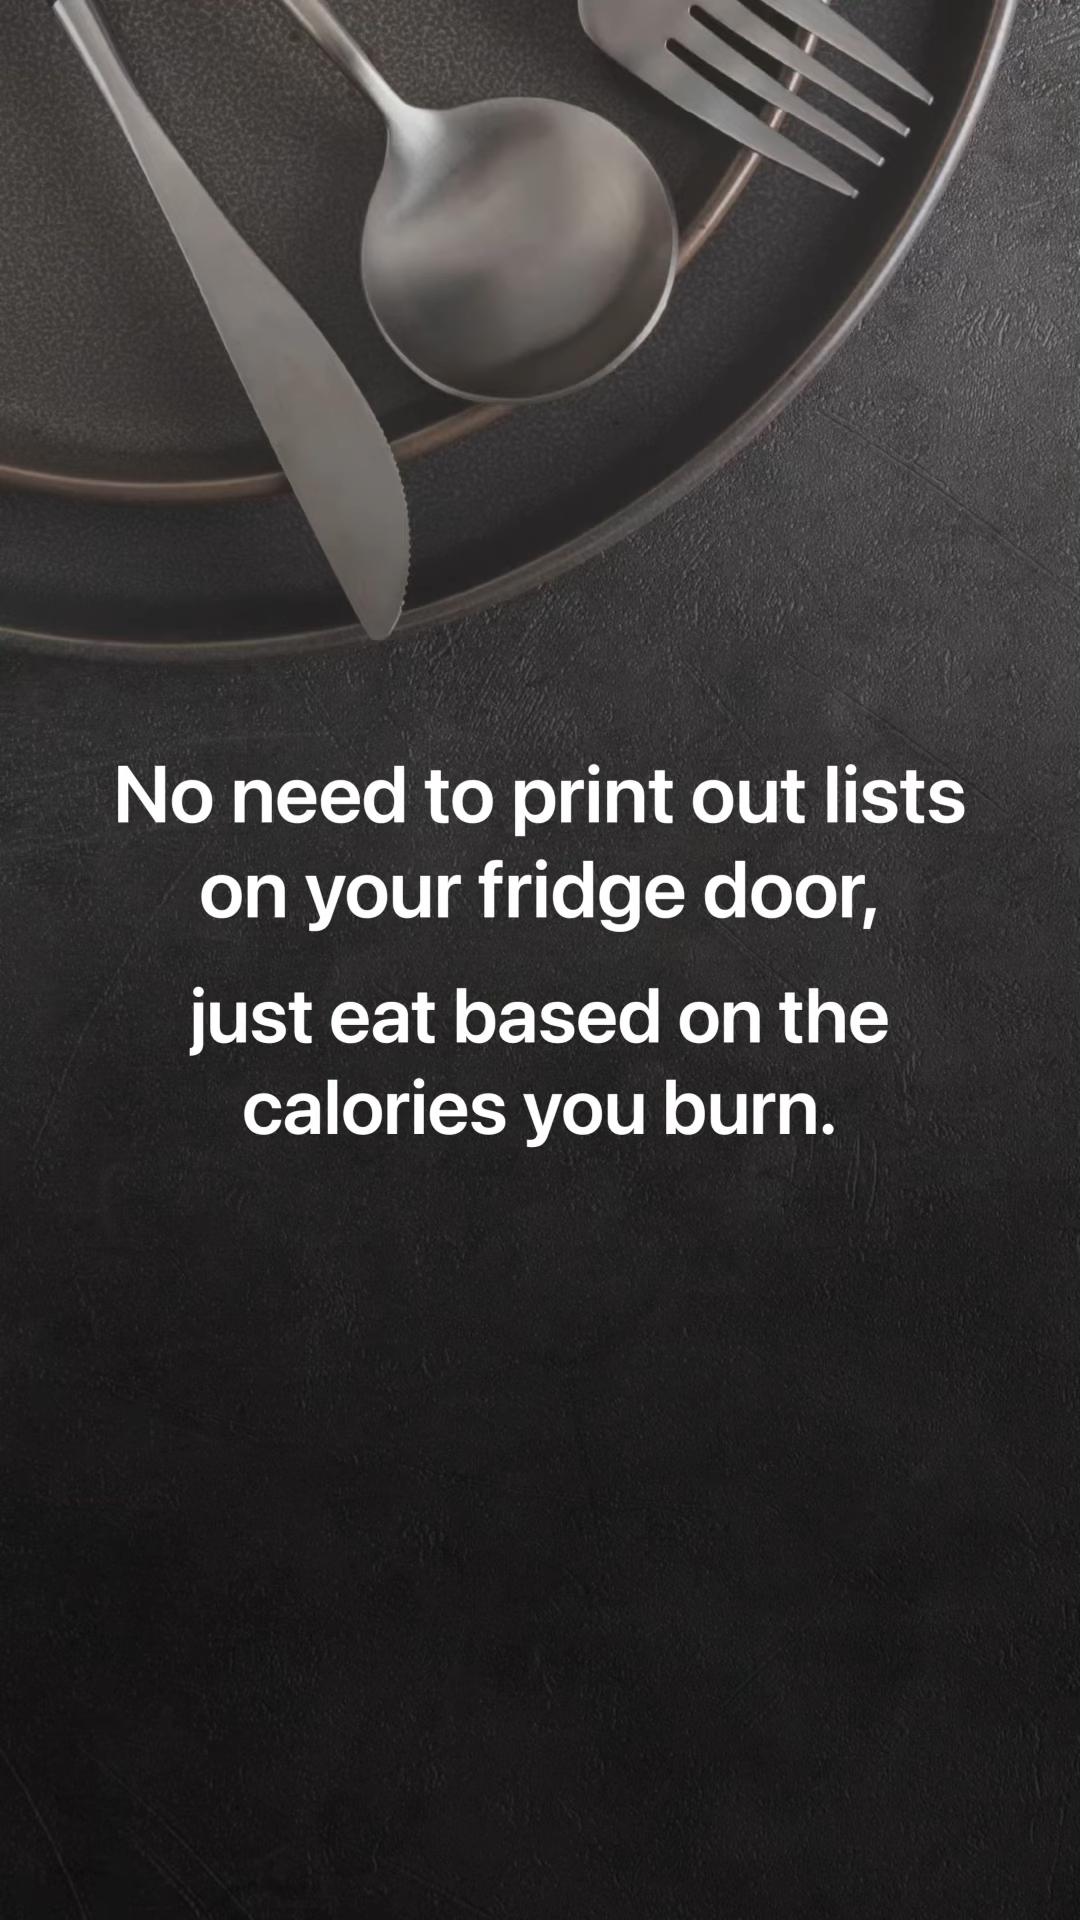 No need to print out lists
on your fridge door,
just eat based on the
calories you burn.